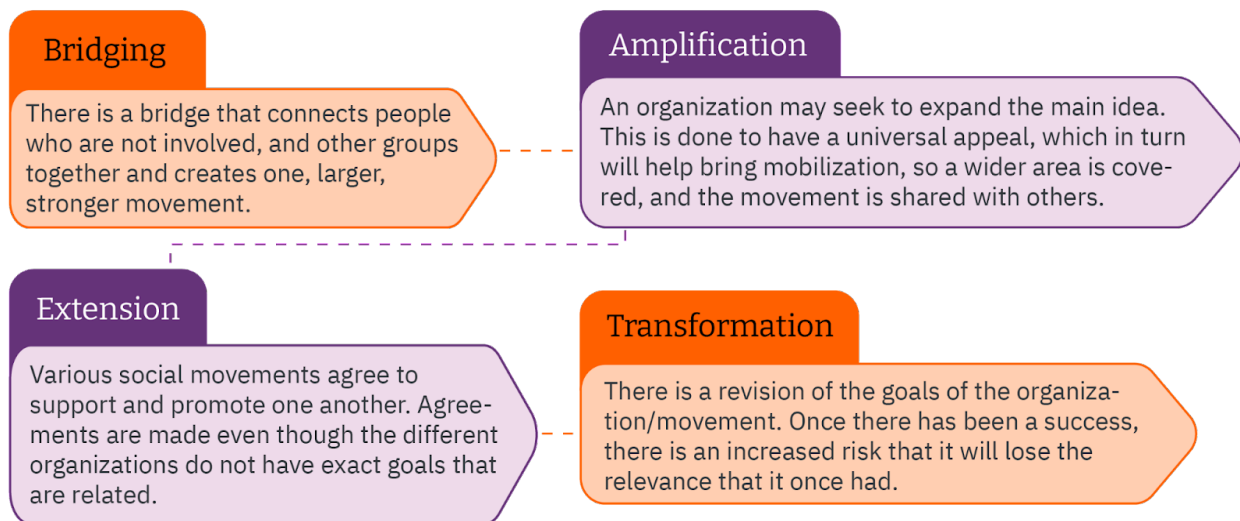 Bridging
There is a bridge that connects people
who are not involved, and other groups
together and creates one, larger,
stronger movement.
Amplification
An organization may seek to expand the main idea.
This is done to have a universal appeal, which in turn
will help bring mobilization, so a wider area is cove-
red, and the movement is shared with others.
Extension
Various social movements agree to
support and promote one another. Agree-
ments are made even though the different
organizations do not have exact goals that
are related.
Transformation
There is a revision of the goals of the organiza-
tion/movement. Once there has been a success,
there is an increased risk that it will lose the
relevance that it once had.